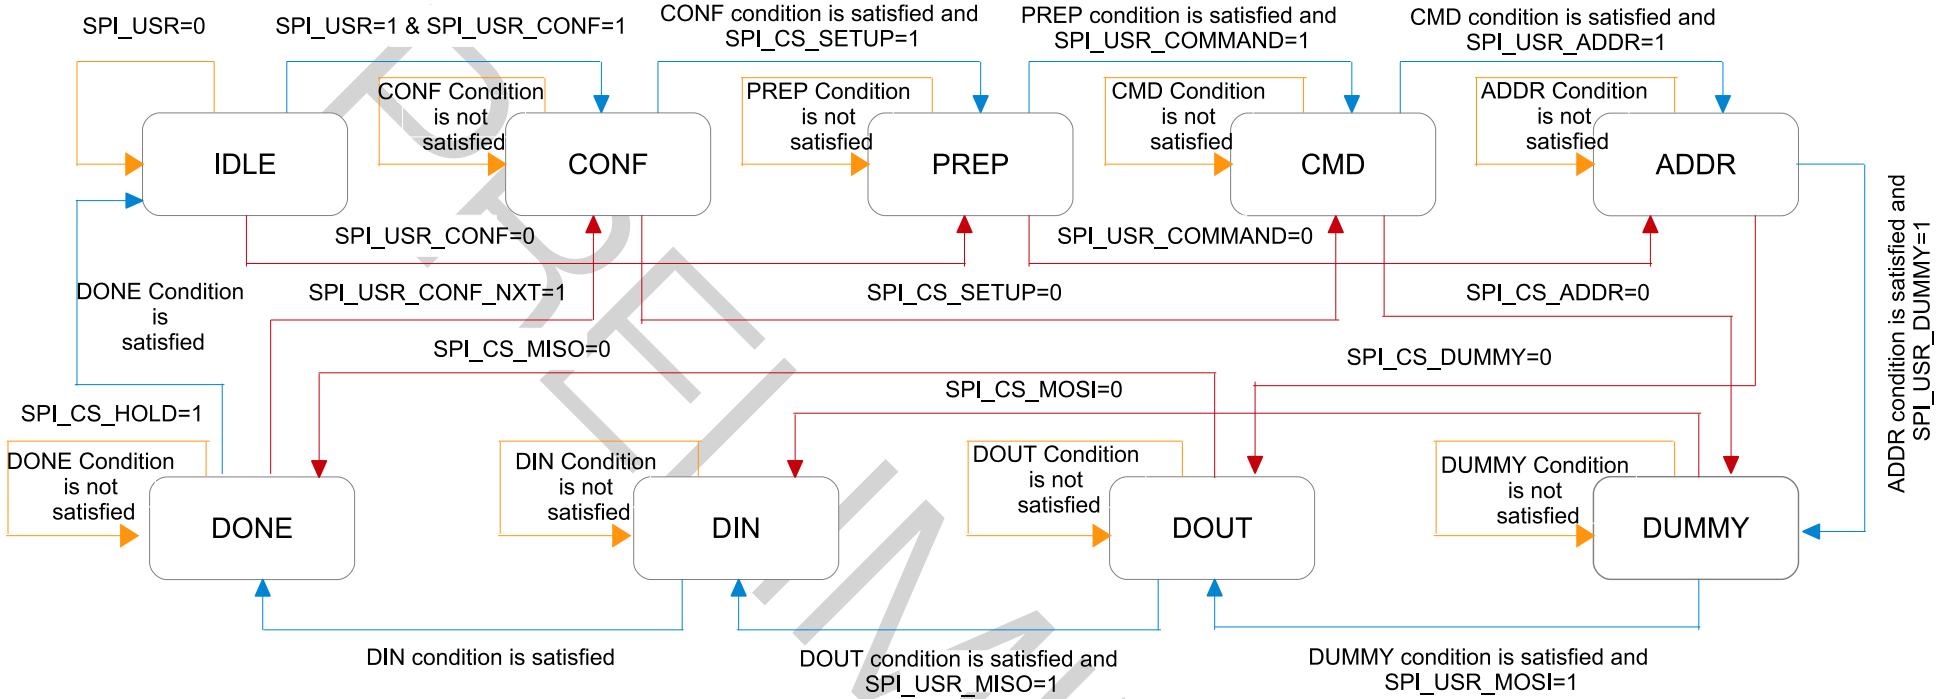 SPI_USR=0
SPI_USR=1 & SPI_USR_CONF=1
CONF condition is satisfied and
SPI_CS_SETUP=1
PREP condition is satisfied and
SPI_USR_COMMAND=1
CMD condition is satisfied and
SPI_USR_ADDR=1
CONF Condition
is not
satisfied
PREP Condition
is not
satisfied
CMD Condition
is not
satisfied
ADDR Condition
is not
satisfied
IDLE
CONF
PREP
CMD
ADDR
SPI_USR_CONF=0
SPI_USR_COMMAND=0
ADDR condition is satisfied and
SPI_USR_DUMMY=1
DONE Condition
is
satisfied
SPI_USR_CONF_NXT=1
SPI_CS_SETUP=0
SPI_CS_ADDR=0
SPI_CS_MISO=0
SPI_CS_DUMMY=0
SPI_CS_MOSI=0
SPI_CS_HOLD=1
DONE Condition
is not
satisfied
DIN Condition
is not
satisfied
DOUT Condition
is not
satisfied
DUMMY Condition
is not
satisfied
DONE
DIN
DOUT
DUMMY
DIN condition is satisfied
DOUT condition is satisfied and
SPI_USR_MISO=1
DUMMY condition is satisfied and
SPI_USR_MOSI=1